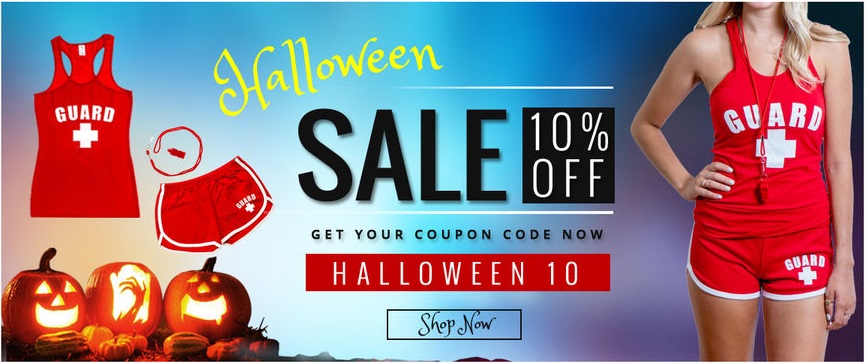 Halloween
SALE
10%
OFF
GET YOUR COUPON CODE NOW
HALLOWEEN 10
Shop Now
GUARD
GUARD
GUARD
GUARD